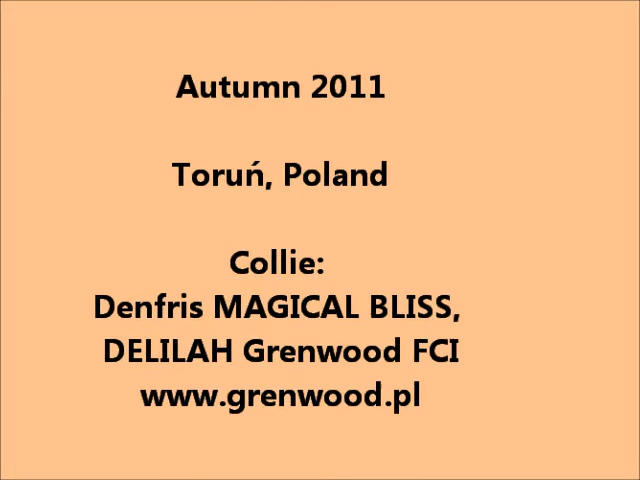 Autumn 2011
Toruń, Poland
Collie:
Denfris MAGICAL BLISS,
DELILAH Grenwood FCI
www.grenwood.pl